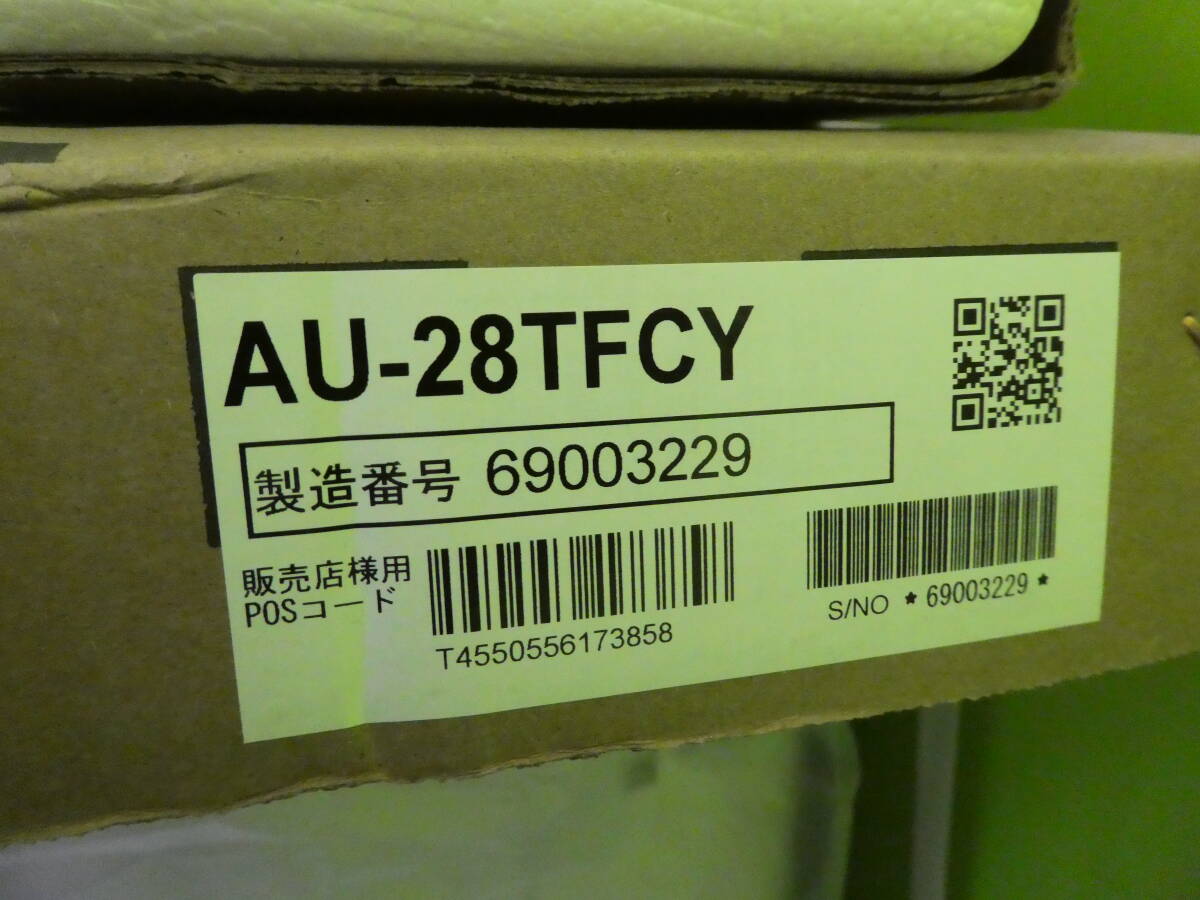 AU-28TFCY
製造番号 69003229
販売店様用
POSコード
T4550556173858
S/NO *69003229*